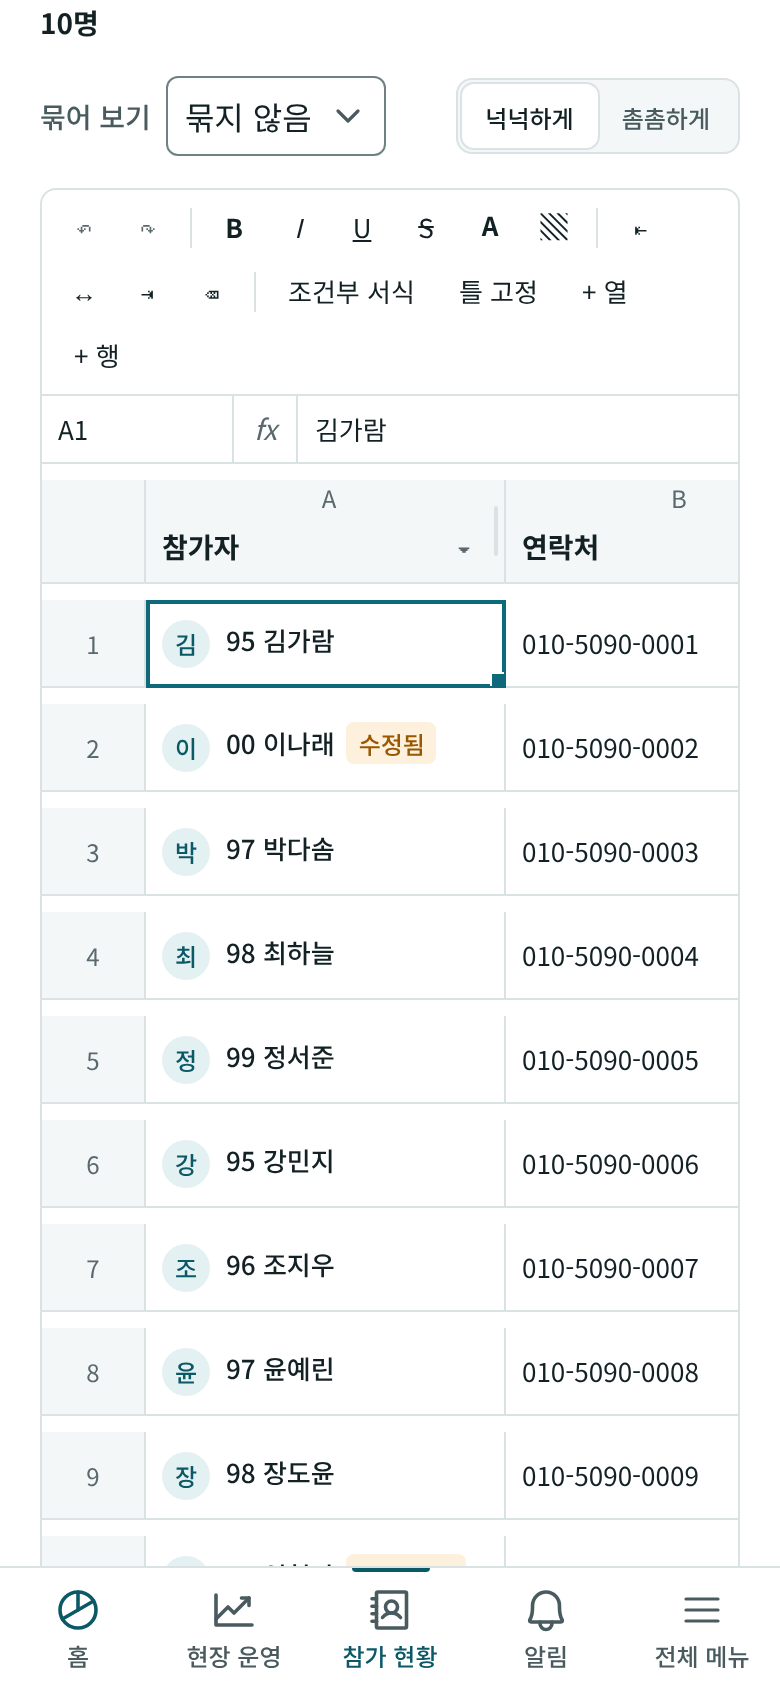 10명
묶어 보기 묶지 않음 넉넉하게 촘촘하게
B I U S A
조건부 서식 틀 고정 + 열
+ 행
A1 fx 김가람
A B
참가자 연락처
1 김 95 김가람 010-5090-0001
2 이 00 이나래 수정됨 010-5090-0002
3 박 97 박다솜 010-5090-0003
4 최 98 최하늘 010-5090-0004
5 정 99 정서준 010-5090-0005
6 강 95 강민지 010-5090-0006
7 조 96 조지우 010-5090-0007
8 윤 97 윤예린 010-5090-0008
9 장 98 장도윤 010-5090-0009
홈 현장 운영 참가 현황 알림 전체 메뉴